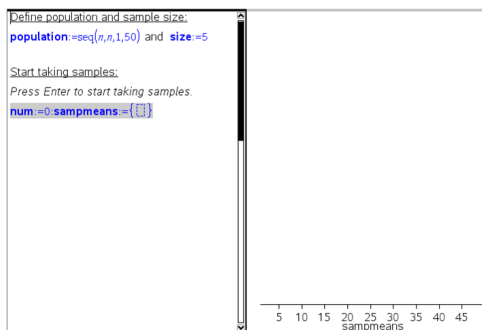 Define population and sample size:
population:=seq(n,n,1,50) and size:=5
Start taking samples:
Press Enter to start taking samples.
num:=0:sampmeans:={}
5 10 15 20 25 30 35 40 45
sampmeans